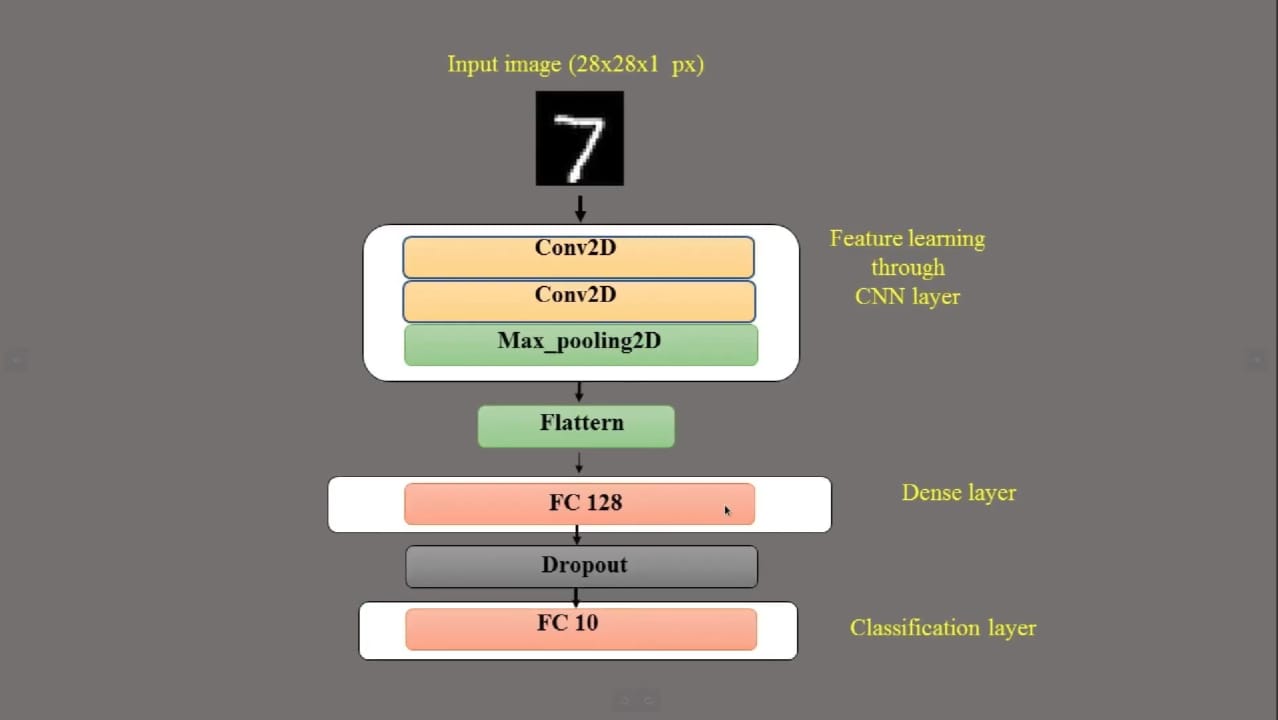 Input image (28x28x1 px)
7
Conv2D
Conv2D
Max_pooling2D
Feature learning
through
CNN layer
Flattern
FC 128
Dense layer
Dropout
FC 10
Classification layer